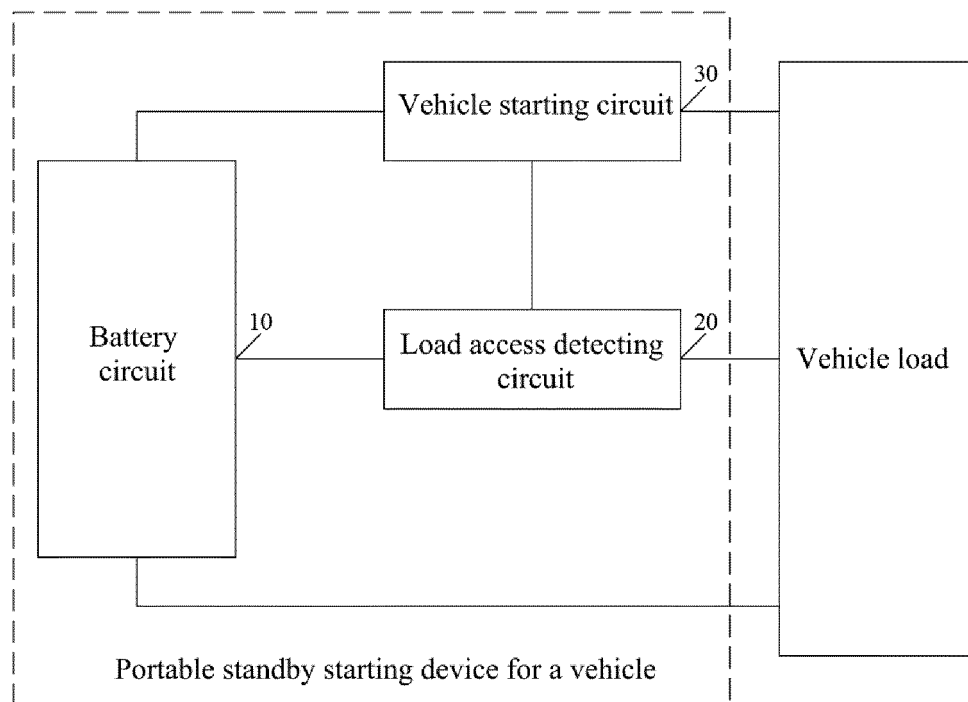 30
Vehicle starting circuit
10
Battery
circuit
20
Load access detecting
circuit
Vehicle load
Portable standby starting device for a vehicle